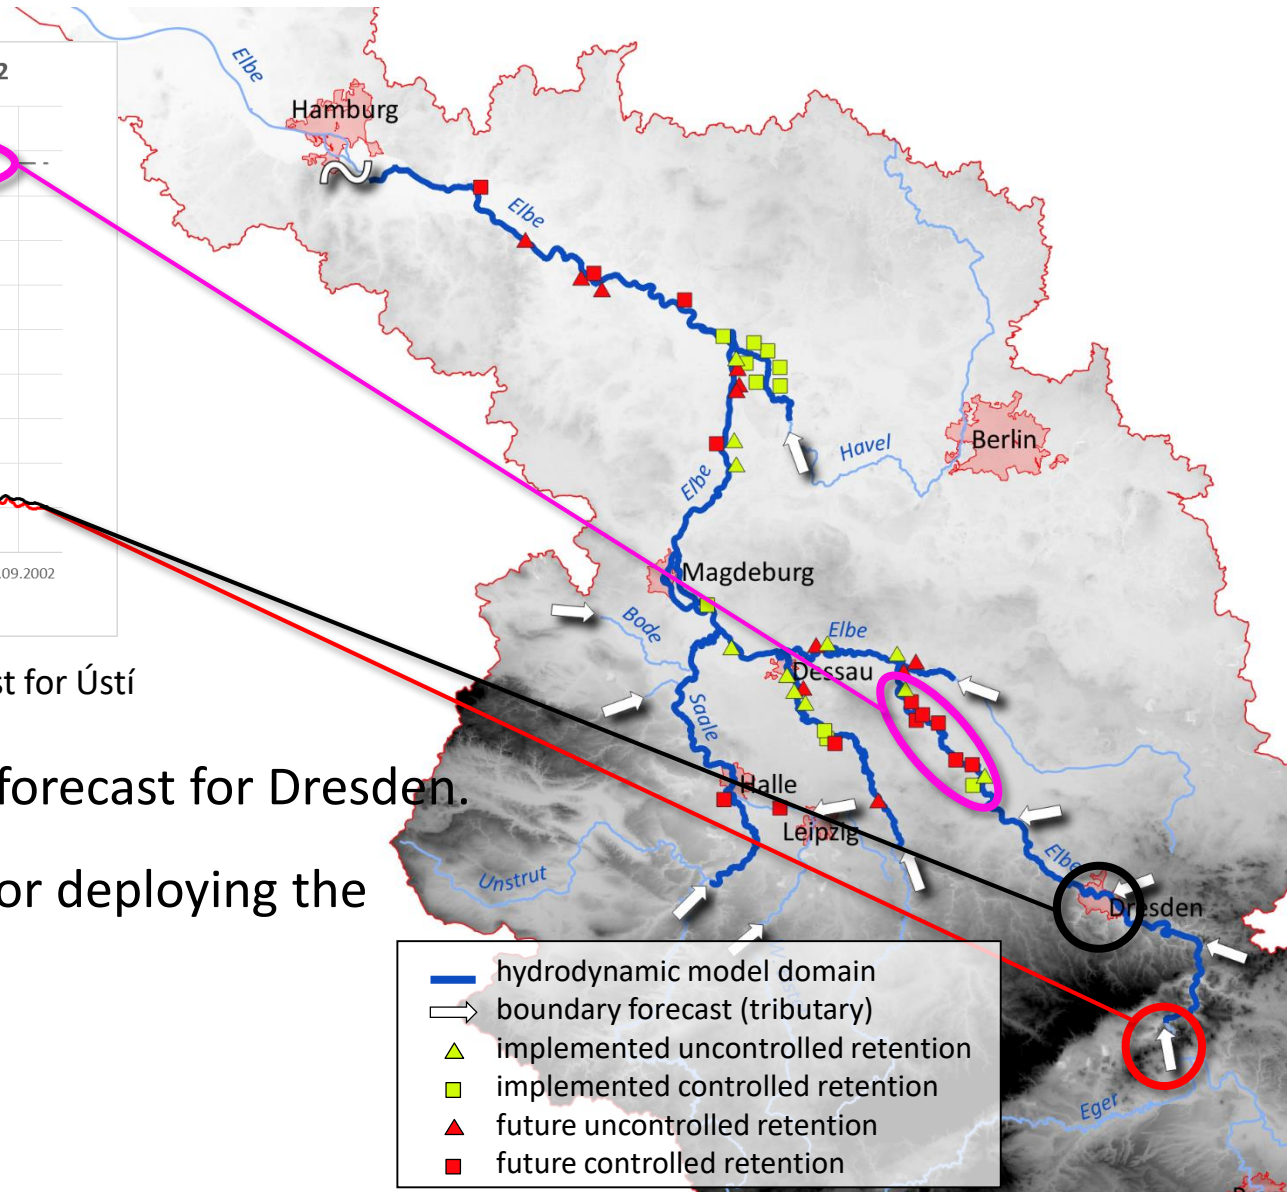 2
Elbe
Hamburg
Elbe
Berlin
Havel
Elbe
.09.2002
Magdeburg
Bode
Elbe
Dessau
st for Ústí
Saale
forecast for Dresden.
Halle
Leipzig
Elbe
Unstrut
or deploying the
Dresden
hydrodynamic model domain
boundary forecast (tributary)
implemented uncontrolled retention
implemented controlled retention
Eger
future uncontrolled retention
future controlled retention